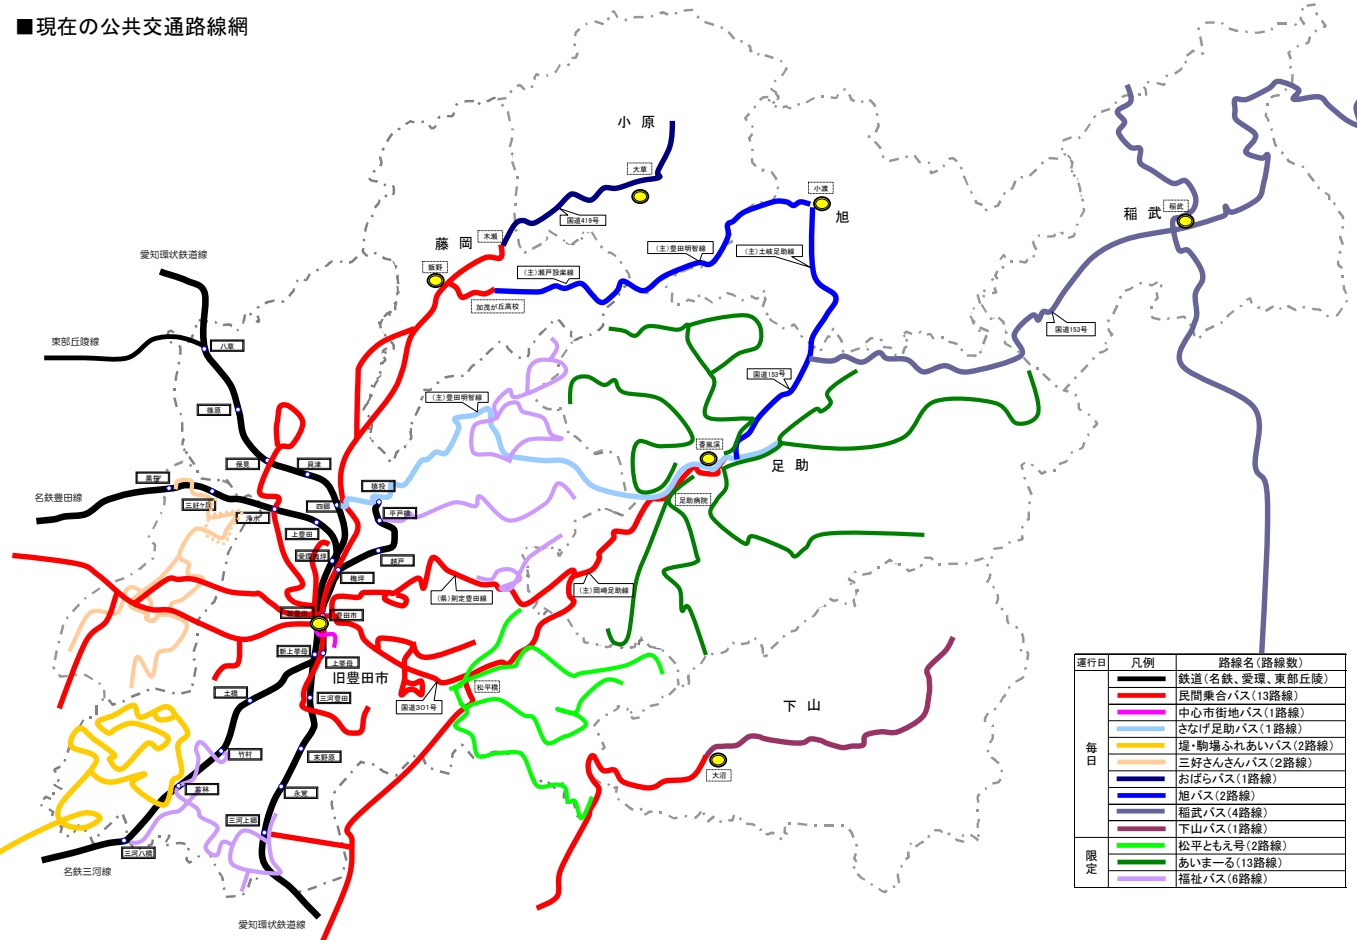 ■現在の公共交通路線網
小原
大草
小渡
旭
稲武
稲武
国道419号
木瀬
藤岡
飯野
(主)豊田明智線
(主)土岐足助線
(主)瀬戸設楽線
加茂が丘高校
愛知環状鉄道線
東部丘陵線
八草
国道153号
国道153号
(主)豊田明智線
篠原
香嵐渓
足助
保見
貝津
黒笹
猿投
名鉄豊田線
三好ヶ丘
浄水
四郷
平戸橋
足助病院
上豊田
愛環梅坪
越戸
梅坪
(県)則定豊田線
(主)岡崎足助線
新豊田
豊田市
新上挙母
上挙母
旧豊田市
松平橋
土橋
三河豊田
国道301号
下山
竹村
末野原
大沼
若林
永覚
三河上郷
三河八橋
名鉄三河線
愛知環状鉄道線
運行日 凡例 路線名(路線数)
毎日
鉄道(名鉄、愛環、東部丘陵)
民間乗合バス(13路線)
中心市街地バス(1路線)
さなげ足助バス(1路線)
堤・駒場ふれあいバス(2路線)
三好さんさんバス(2路線)
おばらバス(1路線)
旭バス(2路線)
稲武バス(4路線)
下山バス(1路線)
限定
松平ともえ号(2路線)
あいまーる(13路線)
福祉バス(6路線)